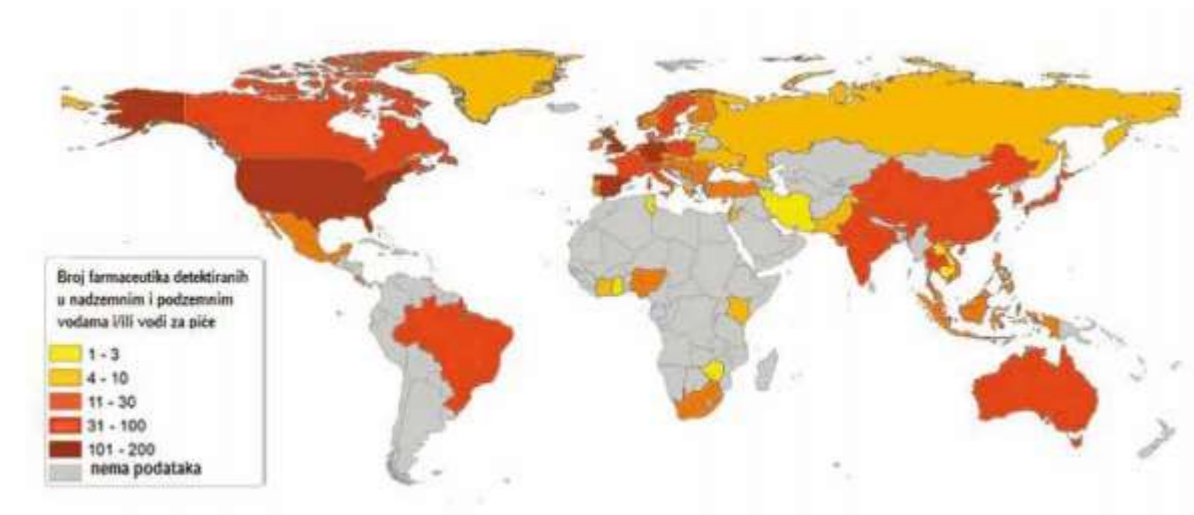 Broj farmaceutika detektiranih
u nadzemnim i podzemnim
vodama i/ili vodi za piće
1 - 3
4 - 10
11 - 30
31 - 100
101 - 200
nema podataka